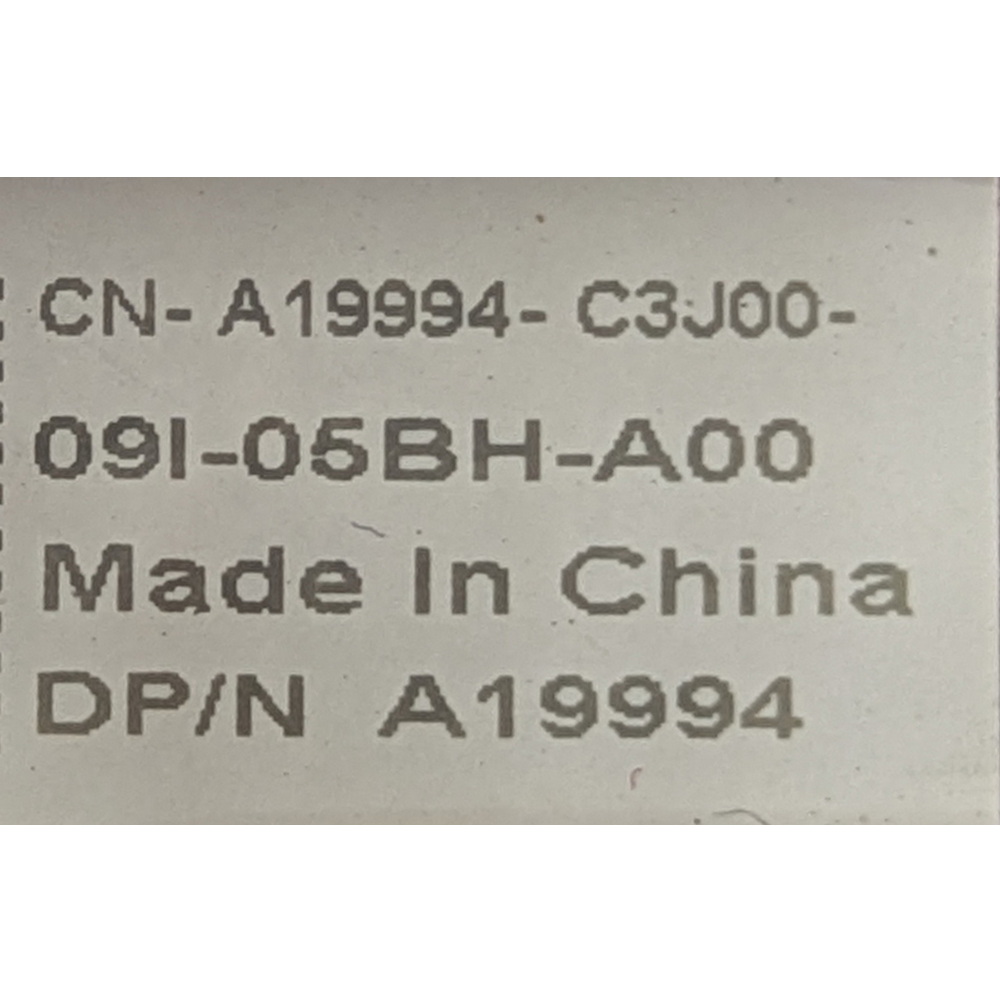 CN- A19994- C3J00-
09I-05BH-A00
Made In China
DP/N A19994